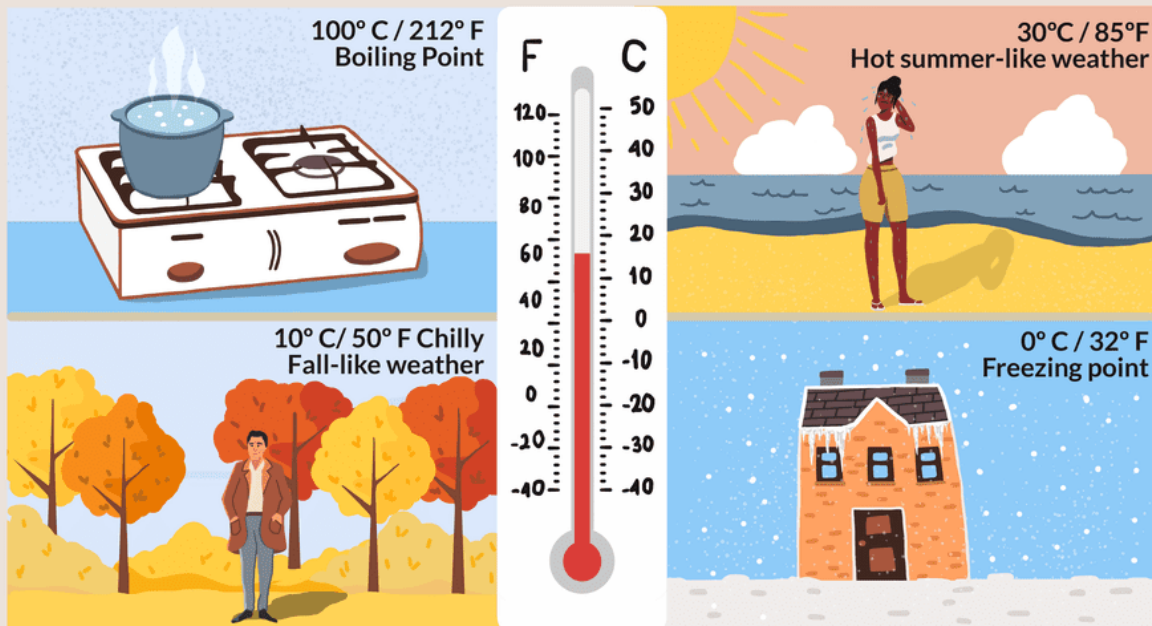 100° C / 212° F
Boiling Point
30°C / 85°F
Hot summer-like weather
F C
120 50
100 40
80 30
60 20
40 10
20 0
0 -10
-20 -20
-40 -30
-40
10° C/ 50° F Chilly
Fall-like weather
0° C / 32° F
Freezing point